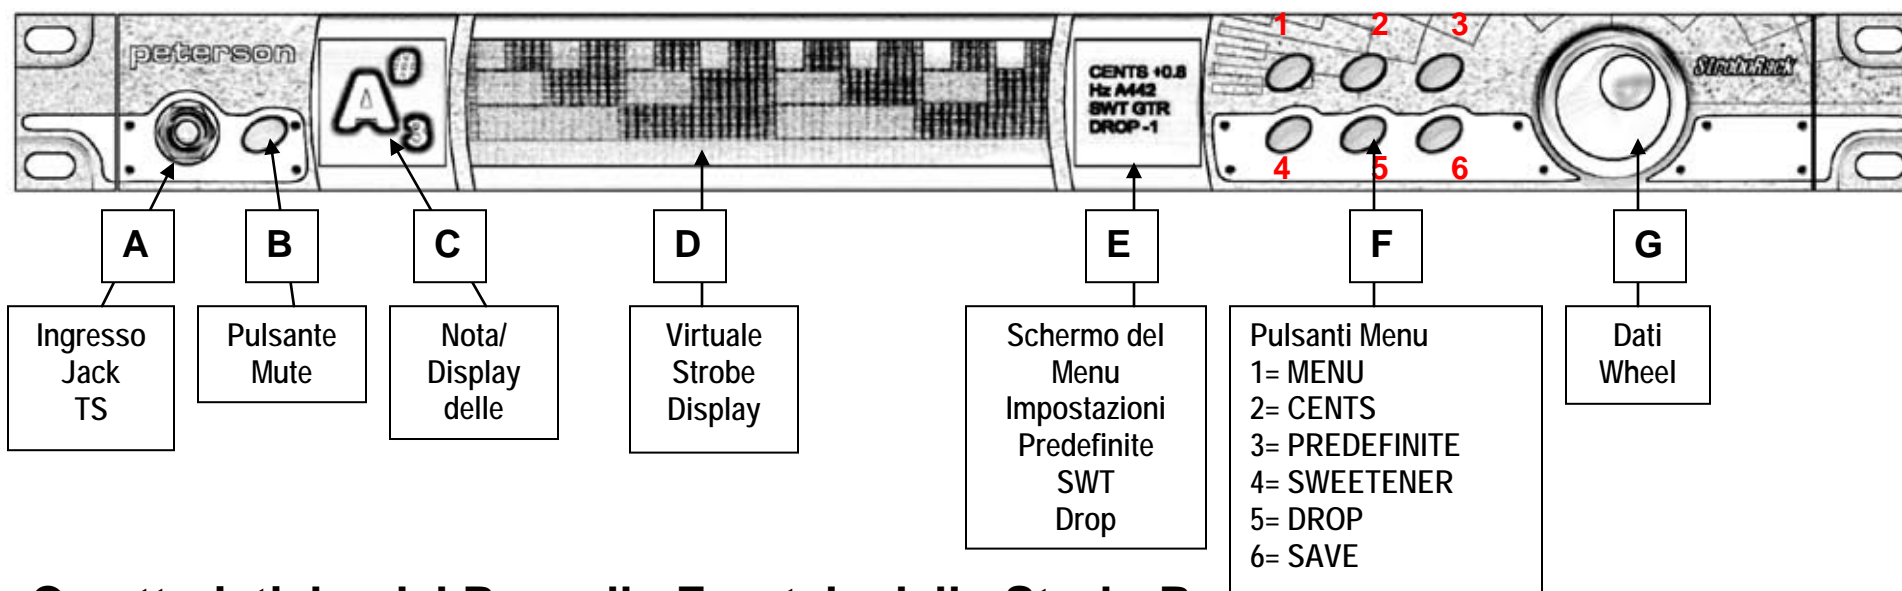 1 2 3
peterson
A 0 3
CENTS +0.8
Hz A442
SWT GTR
DROP -1
StroboRack
4 5 6
A B C D E F G
Ingresso
Jack
TS
Pulsante
Mute
Nota/
Display
delle
Virtuale
Strobe
Display
Schermo del
Menu
Impostazioni
Predefinite
SWT
Drop
Pulsanti Menu
1= MENU
2= CENTS
3= PREDEFINITE
4= SWEETENER
5= DROP
6= SAVE
Dati
Wheel